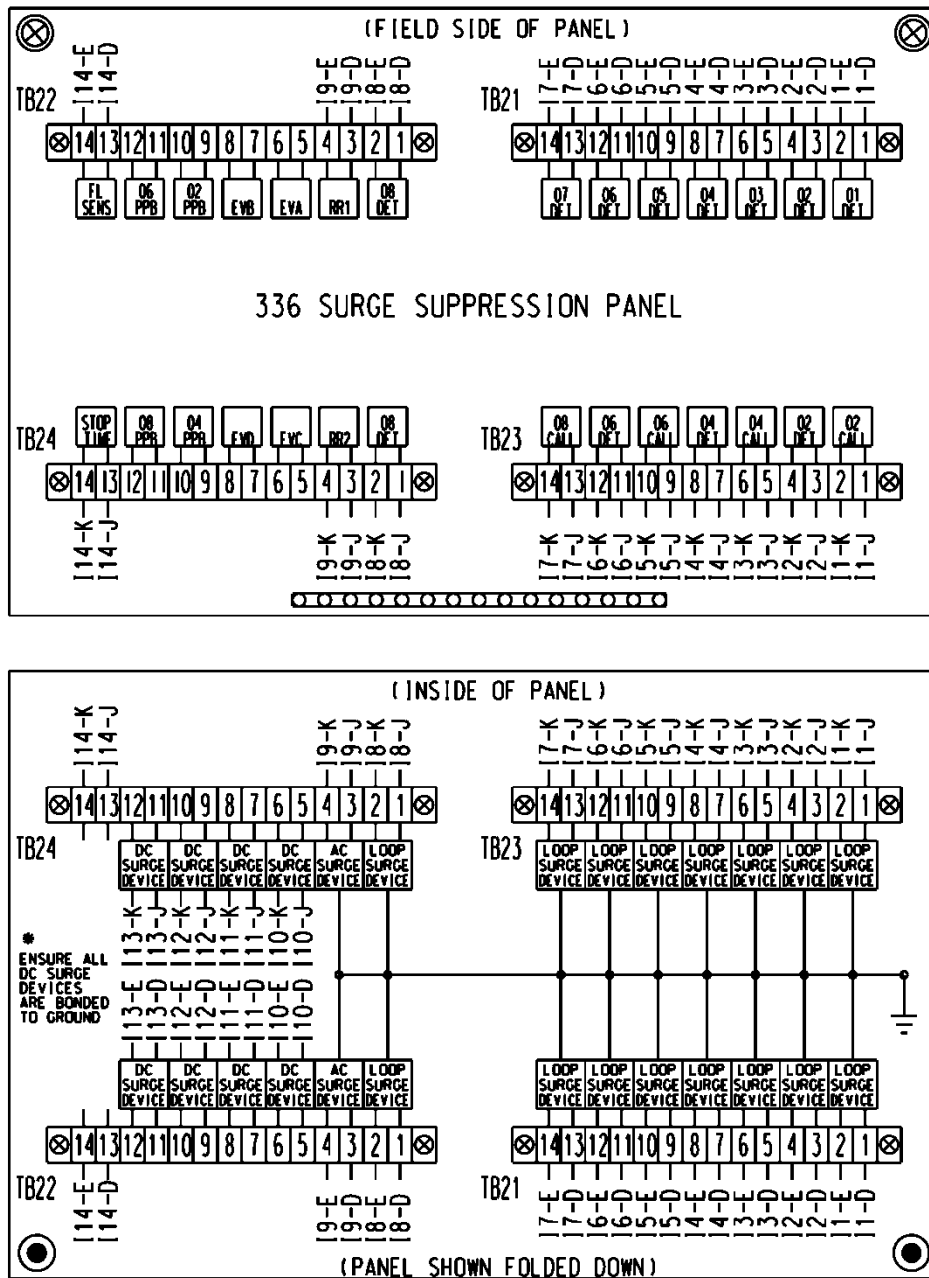 (FIELD SIDE OF PANEL)
I14-E I14-D I9-E I9-D I8-E I8-D I7-E I7-D I6-E I6-D I5-E I5-D I4-E I4-D I3-E I3-D I2-E I2-D I1-E I1-D
TB22 TB21
14 13 12 11 10 9 8 7 6 5 4 3 2 1 14 13 12 11 10 9 8 7 6 5 4 3 2 1
FL SENS 06 PPB 02 PPB EVB EVA RR1 08 DET 07 DET 06 DET 05 DET 04 DET 03 DET 02 DET 01 DET
336 SURGE SUPPRESSION PANEL
TB24 STOP TIME 08 PPB 04 PPB EVD EVC RR2 08 DET TB23 08 CALL 06 DET 06 CALL 04 DET 04 CALL 02 DET 02 CALL
14 13 12 11 10 9 8 7 6 5 4 3 2 1 14 13 12 11 10 9 8 7 6 5 4 3 2 1
I14-K I14-J I9-K I9-J I8-K I8-J I7-K I7-J I6-K I6-J I5-K I5-J I4-K I4-J I3-K I3-J I2-K I2-J I1-K I1-J
(INSIDE OF PANEL)
I14-K I14-J I9-K I9-J I8-K I8-J I7-K I7-J I6-K I6-J I5-K I5-J I4-K I4-J I3-K I3-J I2-K I2-J I1-K I1-J
14 13 12 11 10 9 8 7 6 5 4 3 2 1 14 13 12 11 10 9 8 7 6 5 4 3 2 1
TB24 TB23
DC DC DC DC AC LOOP LOOP LOOP LOOP LOOP LOOP LOOP LOOP
SURGE SURGE SURGE SURGE SURGE SURGE SURGE SURGE SURGE SURGE SURGE SURGE SURGE
DEVICE DEVICE DEVICE DEVICE DEVICE DEVICE DEVICE DEVICE DEVICE DEVICE DEVICE DEVICE DEVICE
I13-K I13-J I12-K I12-J I11-K I11-J I10-K I10-J
*
ENSURE ALL
DC SURGE
DEVICES
ARE BONDED
TO GROUND
I13-E I13-D I12-E I12-D I11-E I11-D I10-E I10-D
DC DC DC DC AC LOOP LOOP LOOP LOOP LOOP LOOP LOOP LOOP
SURGE SURGE SURGE SURGE SURGE SURGE SURGE SURGE SURGE SURGE SURGE SURGE SURGE
DEVICE DEVICE DEVICE DEVICE DEVICE DEVICE DEVICE DEVICE DEVICE DEVICE DEVICE DEVICE DEVICE
14 13 12 11 10 9 8 7 6 5 4 3 2 1 14 13 12 11 10 9 8 7 6 5 4 3 2 1
TB22 TB21
I14-E I14-D I9-E I9-D I8-E I8-D I7-E I7-D I6-E I6-D I5-E I5-D I4-E I4-D I3-E I3-D I2-E I2-D I1-E I1-D
(PANEL SHOWN FOLDED DOWN)